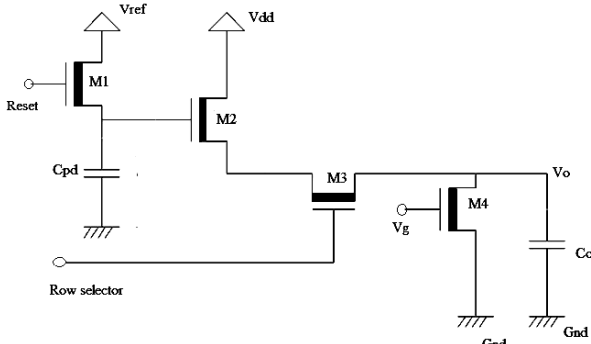 Vref
Vdd
M1
Reset
M2
Cpd
M3
Vo
M4
Vg
Co
Row selector
Gnd
Gnd